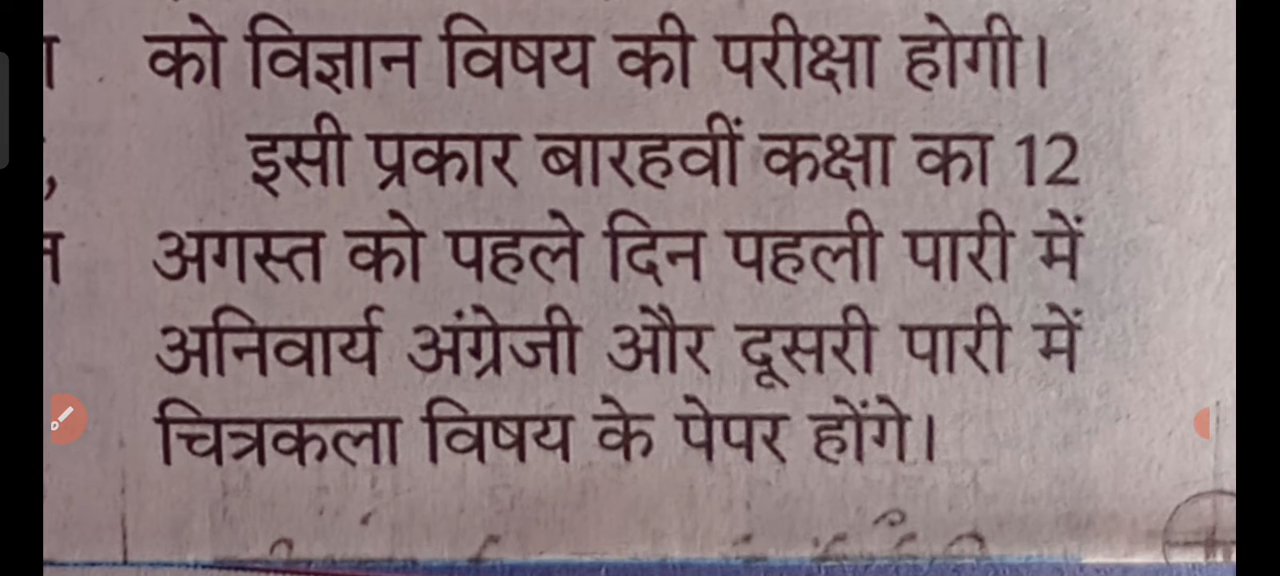 को विज्ञान विषय की परीक्षा होगी।
इसी प्रकार बारहवीं कक्षा का 12
अगस्त को पहले दिन पहली पारी में
अनिवार्य अंग्रेजी और दूसरी पारी में
चित्रकला विषय के पेपर होंगे।